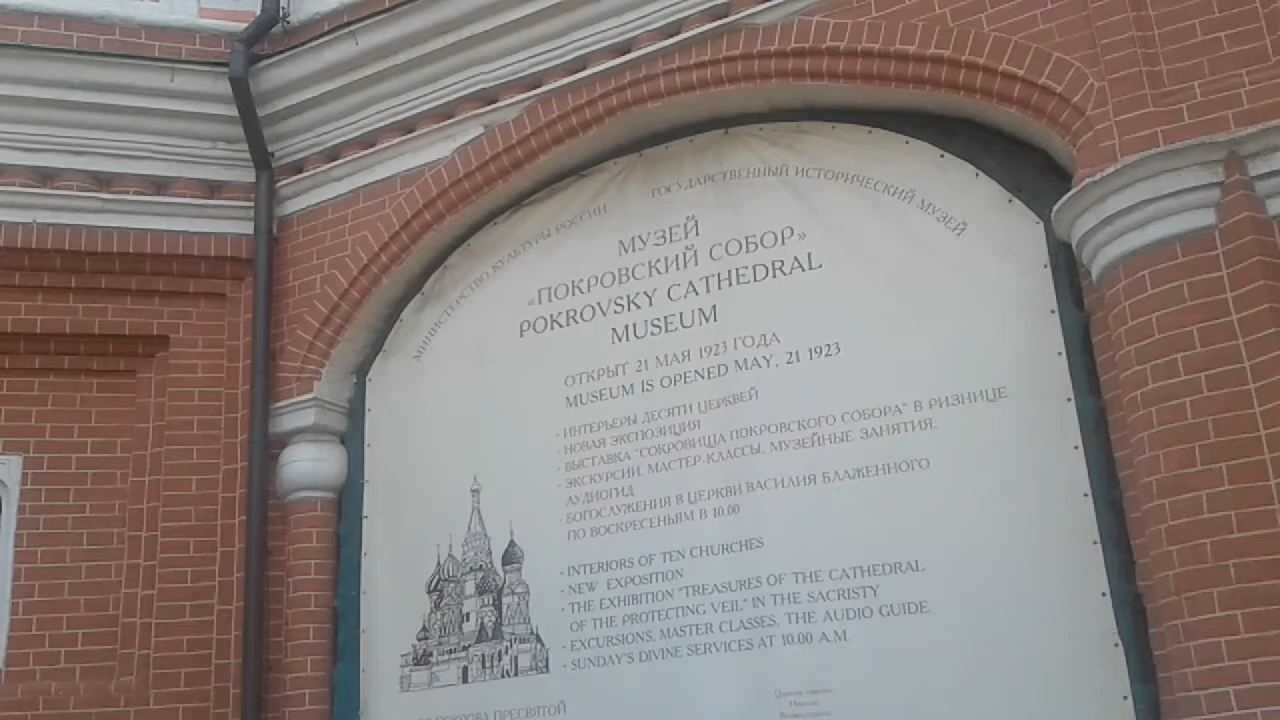 МИНИСТЕРСТВО КУЛЬТУРЫ РОССИИ
ГОСУДАРСТВЕННЫЙ ИСТОРИЧЕСКИЙ МУЗЕЙ
МУЗЕЙ
«ПОКРОВСКИЙ СОБОР»
POKROVSKY CATHEDRAL
MUSEUM
ОТКРЫТ 21 МАЯ 1923 ГОДА
MUSEUM IS OPENED MAY, 21 1923
- ИНТЕРЬЕРЫ ДЕСЯТИ ЦЕРКВЕЙ
- НОВАЯ ЭКСПОЗИЦИЯ
- ВЫСТАВКА "СОКРОВИЩА ПОКРОВСКОГО СОБОРА" В РИЗНИЦЕ
- ЭКСКУРСИИ, МАСТЕР-КЛАССЫ, МУЗЕЙНЫЕ ЗАНЯТИЯ,
АУДИОГИД
- БОГОСЛУЖЕНИЯ В ЦЕРКВИ ВАСИЛИЯ БЛАЖЕННОГО
ПО ВОСКРЕСЕНЬЯМ В 10.00
- INTERIORS OF TEN CHURCHES
- NEW EXPOSITION
- THE EXHIBITION "TREASURES OF THE CATHEDRAL
OF THE PROTECTING VEIL" IN THE SACRISTY
- EXCURSIONS, MASTER CLASSES, THE AUDIO GUIDE
- SUNDAY'S DIVINE SERVICES AT 10.00 A.M.
ПРЕСВЯТОЙ